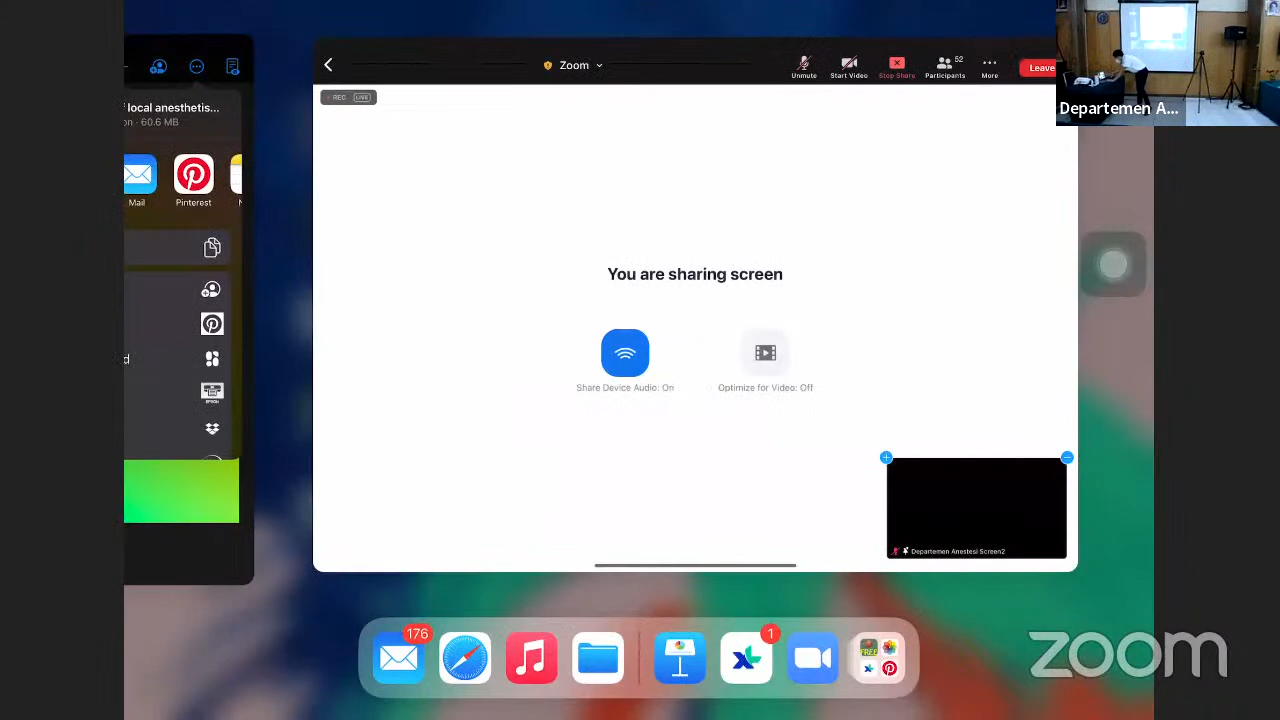 Zoom
Unmute
Start Video
Stop Share
52
Participants
More
Leave
Departemen A...
REC LIVE
f local anesthetis...
on · 60.6 MB
Mail
Pinterest
EPSON
d
You are sharing screen
Share Device Audio: On
Optimize for Video: Off
Departemen Anestesi Screen2
176
1
FREE
zoom